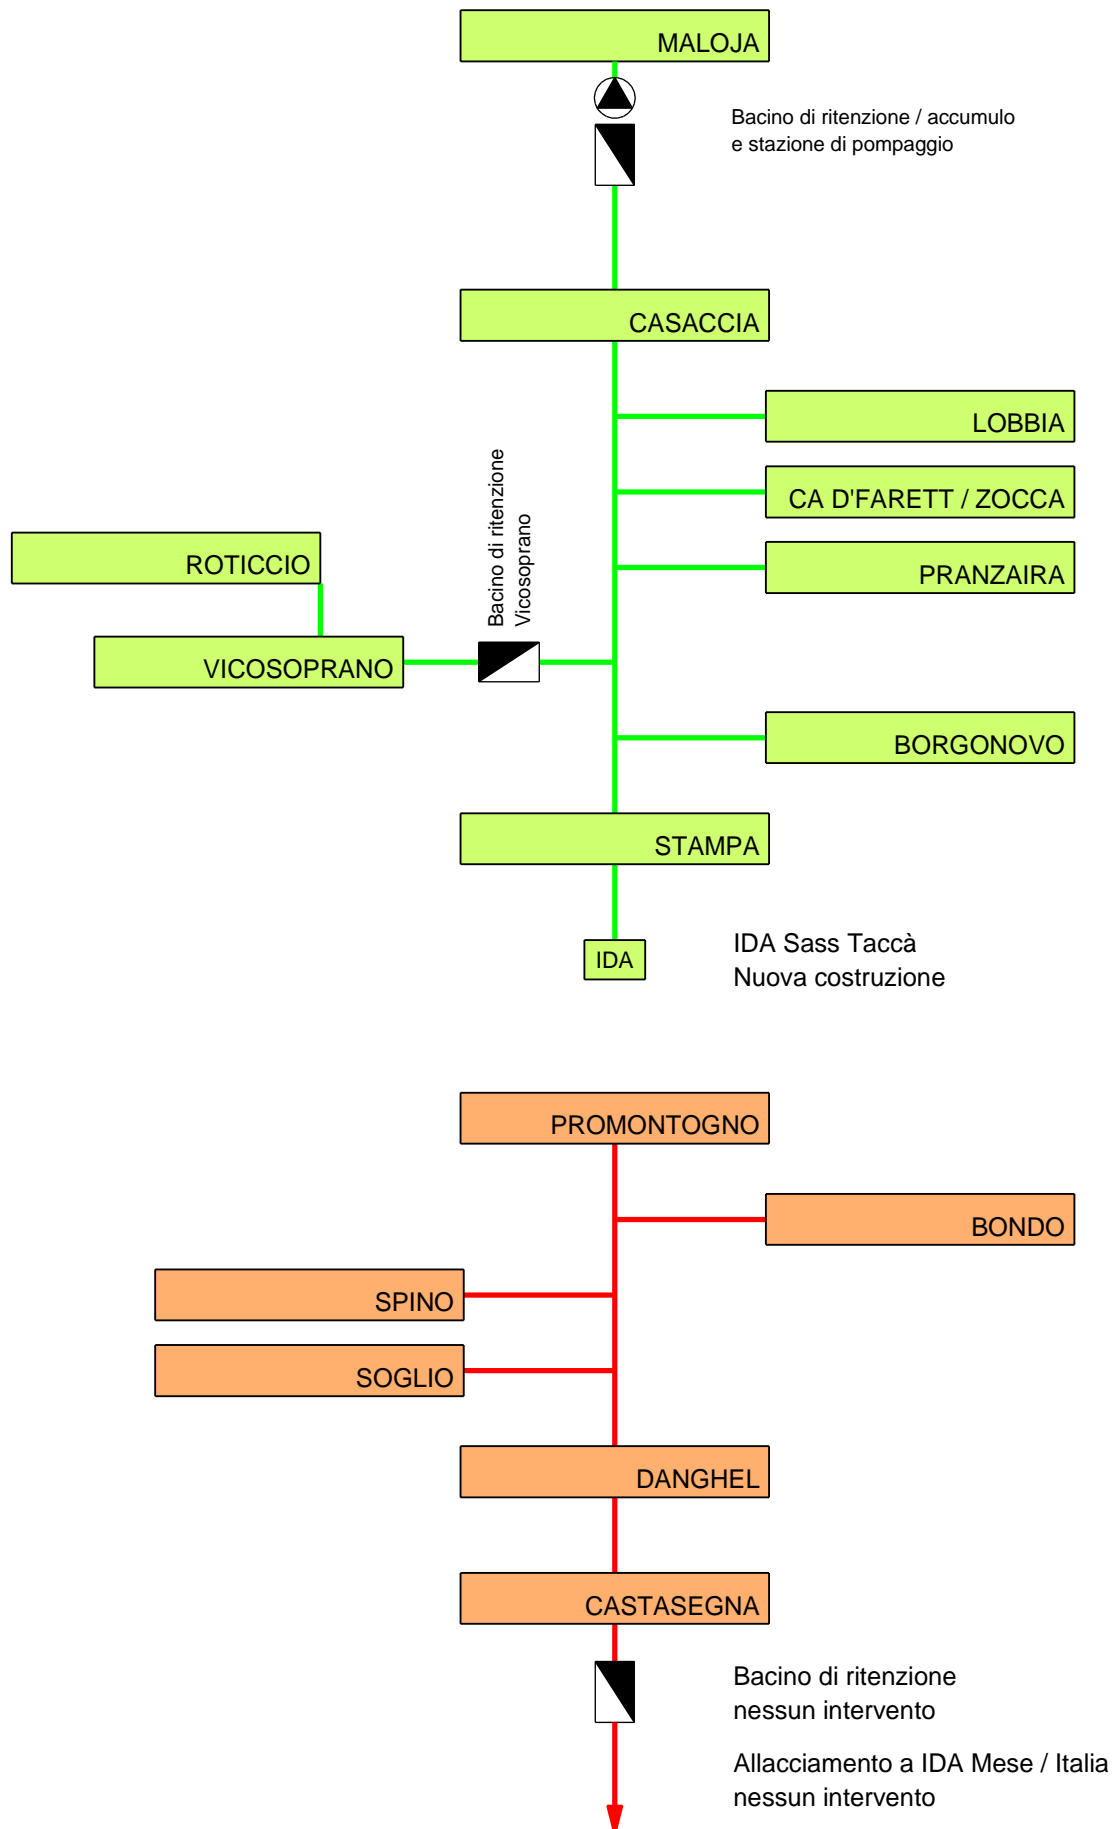 MALOJA
Bacino di ritenzione / accumulo
e stazione di pompaggio
CASACCIA
LOBBIA
CA D'FARETT / ZOCCA
Bacino di ritenzione
Vicosoprano
ROTICCIO
PRANZAIRA
VICOSOPRANO
BORGONOVO
STAMPA
IDA
IDA Sass Taccà
Nuova costruzione
PROMONTOGNO
BONDO
SPINO
SOGLIO
DANGHEL
CASTASEGNA
Bacino di ritenzione
nessun intervento
Allacciamento a IDA Mese / Italia
nessun intervento